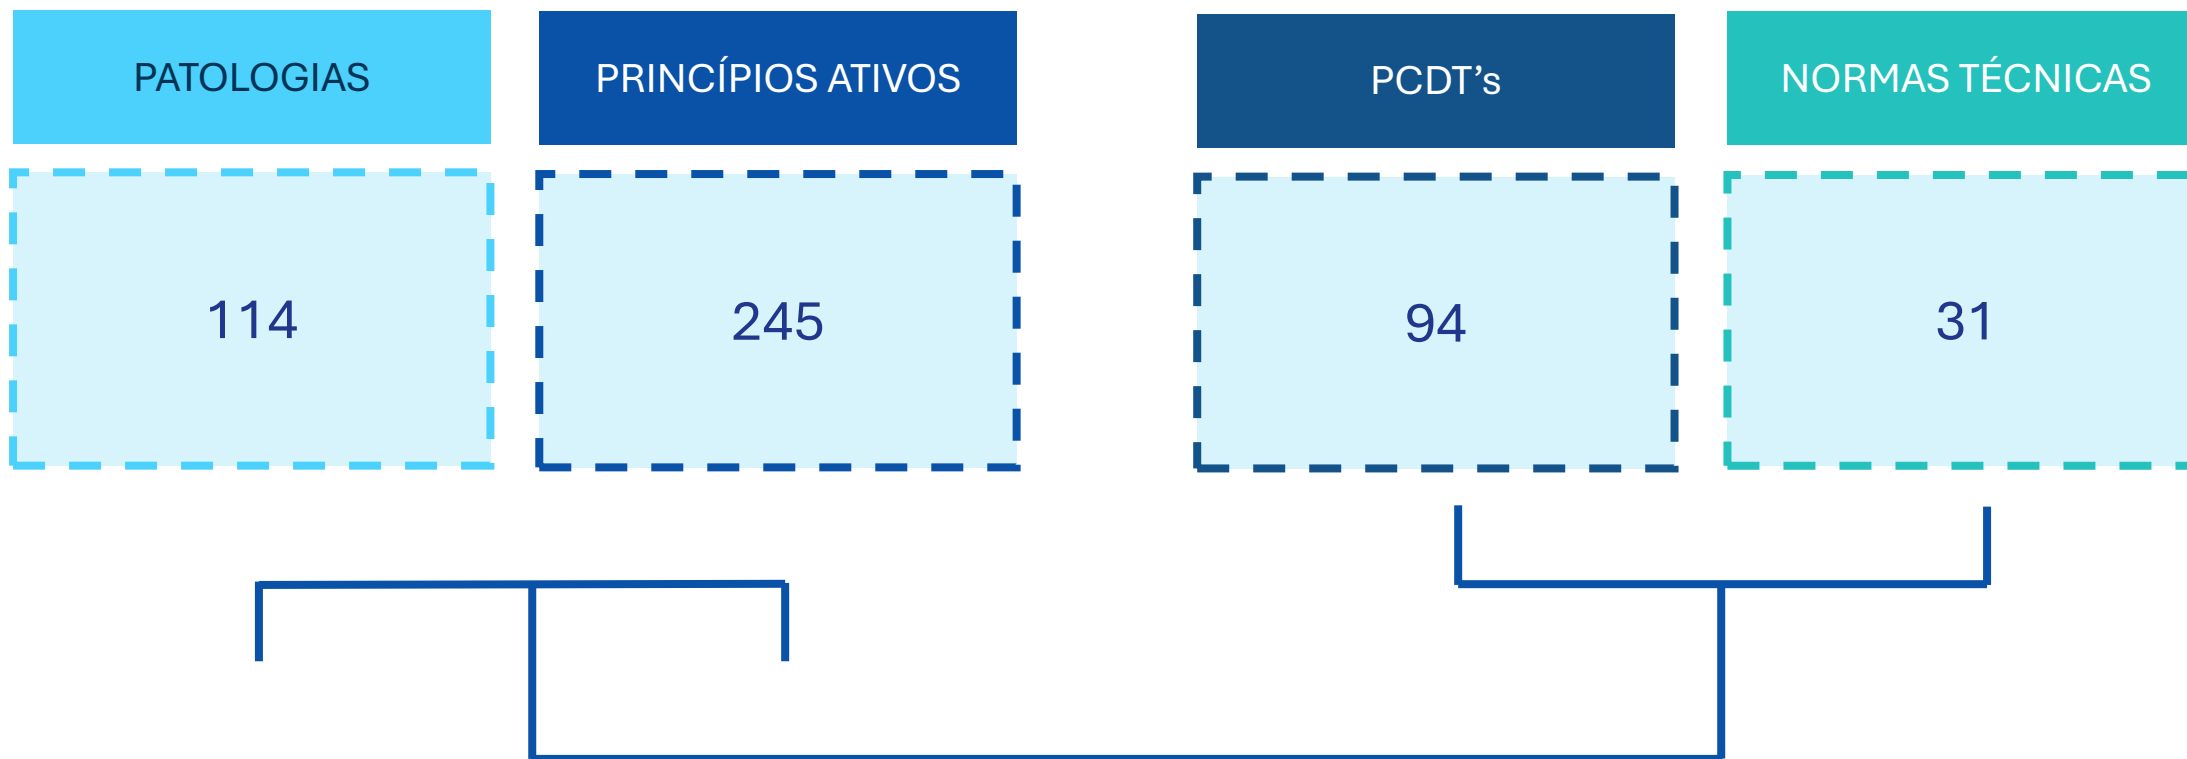 PATOLOGIAS
PRINCÍPIOS ATIVOS
PCDT’s
NORMAS TÉCNICAS
114
245
94
31